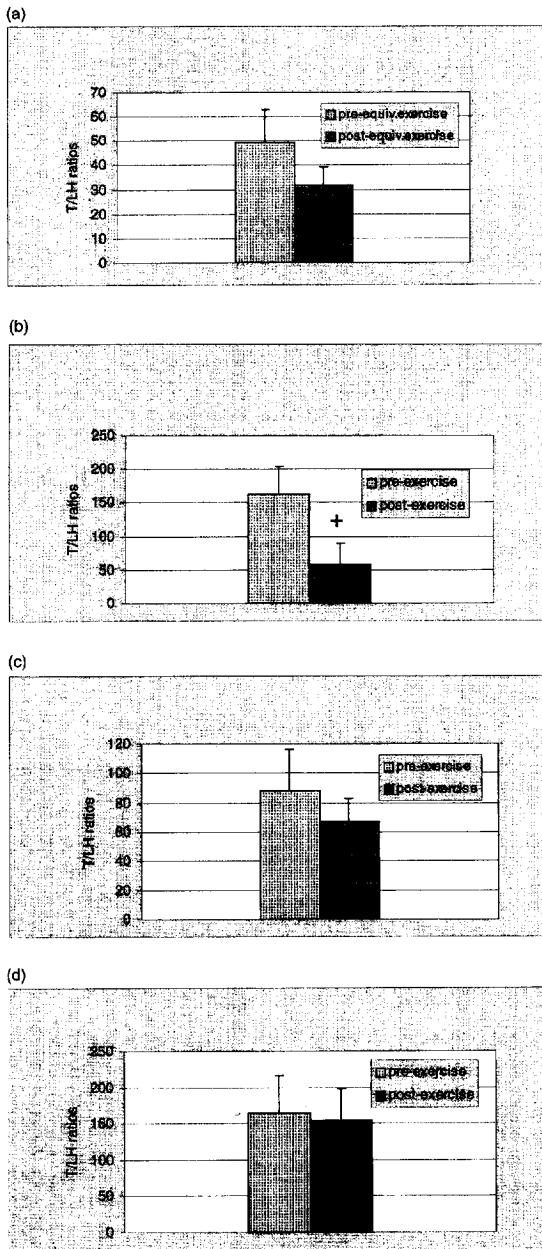 (a)
70
60
50
40
30
20
10
0
T/LH ratios
pre-equiv.exercise
post-equiv.exercise
(b)
250
200
150
100
50
0
T/LH ratios
pre-exercise
post-exercise
+
(c)
120
100
80
60
40
20
0
T/LH ratios
pre-exercise
post-exercise
(d)
250
200
150
100
50
0
T/LH ratios
pre-exercise
post-exercise